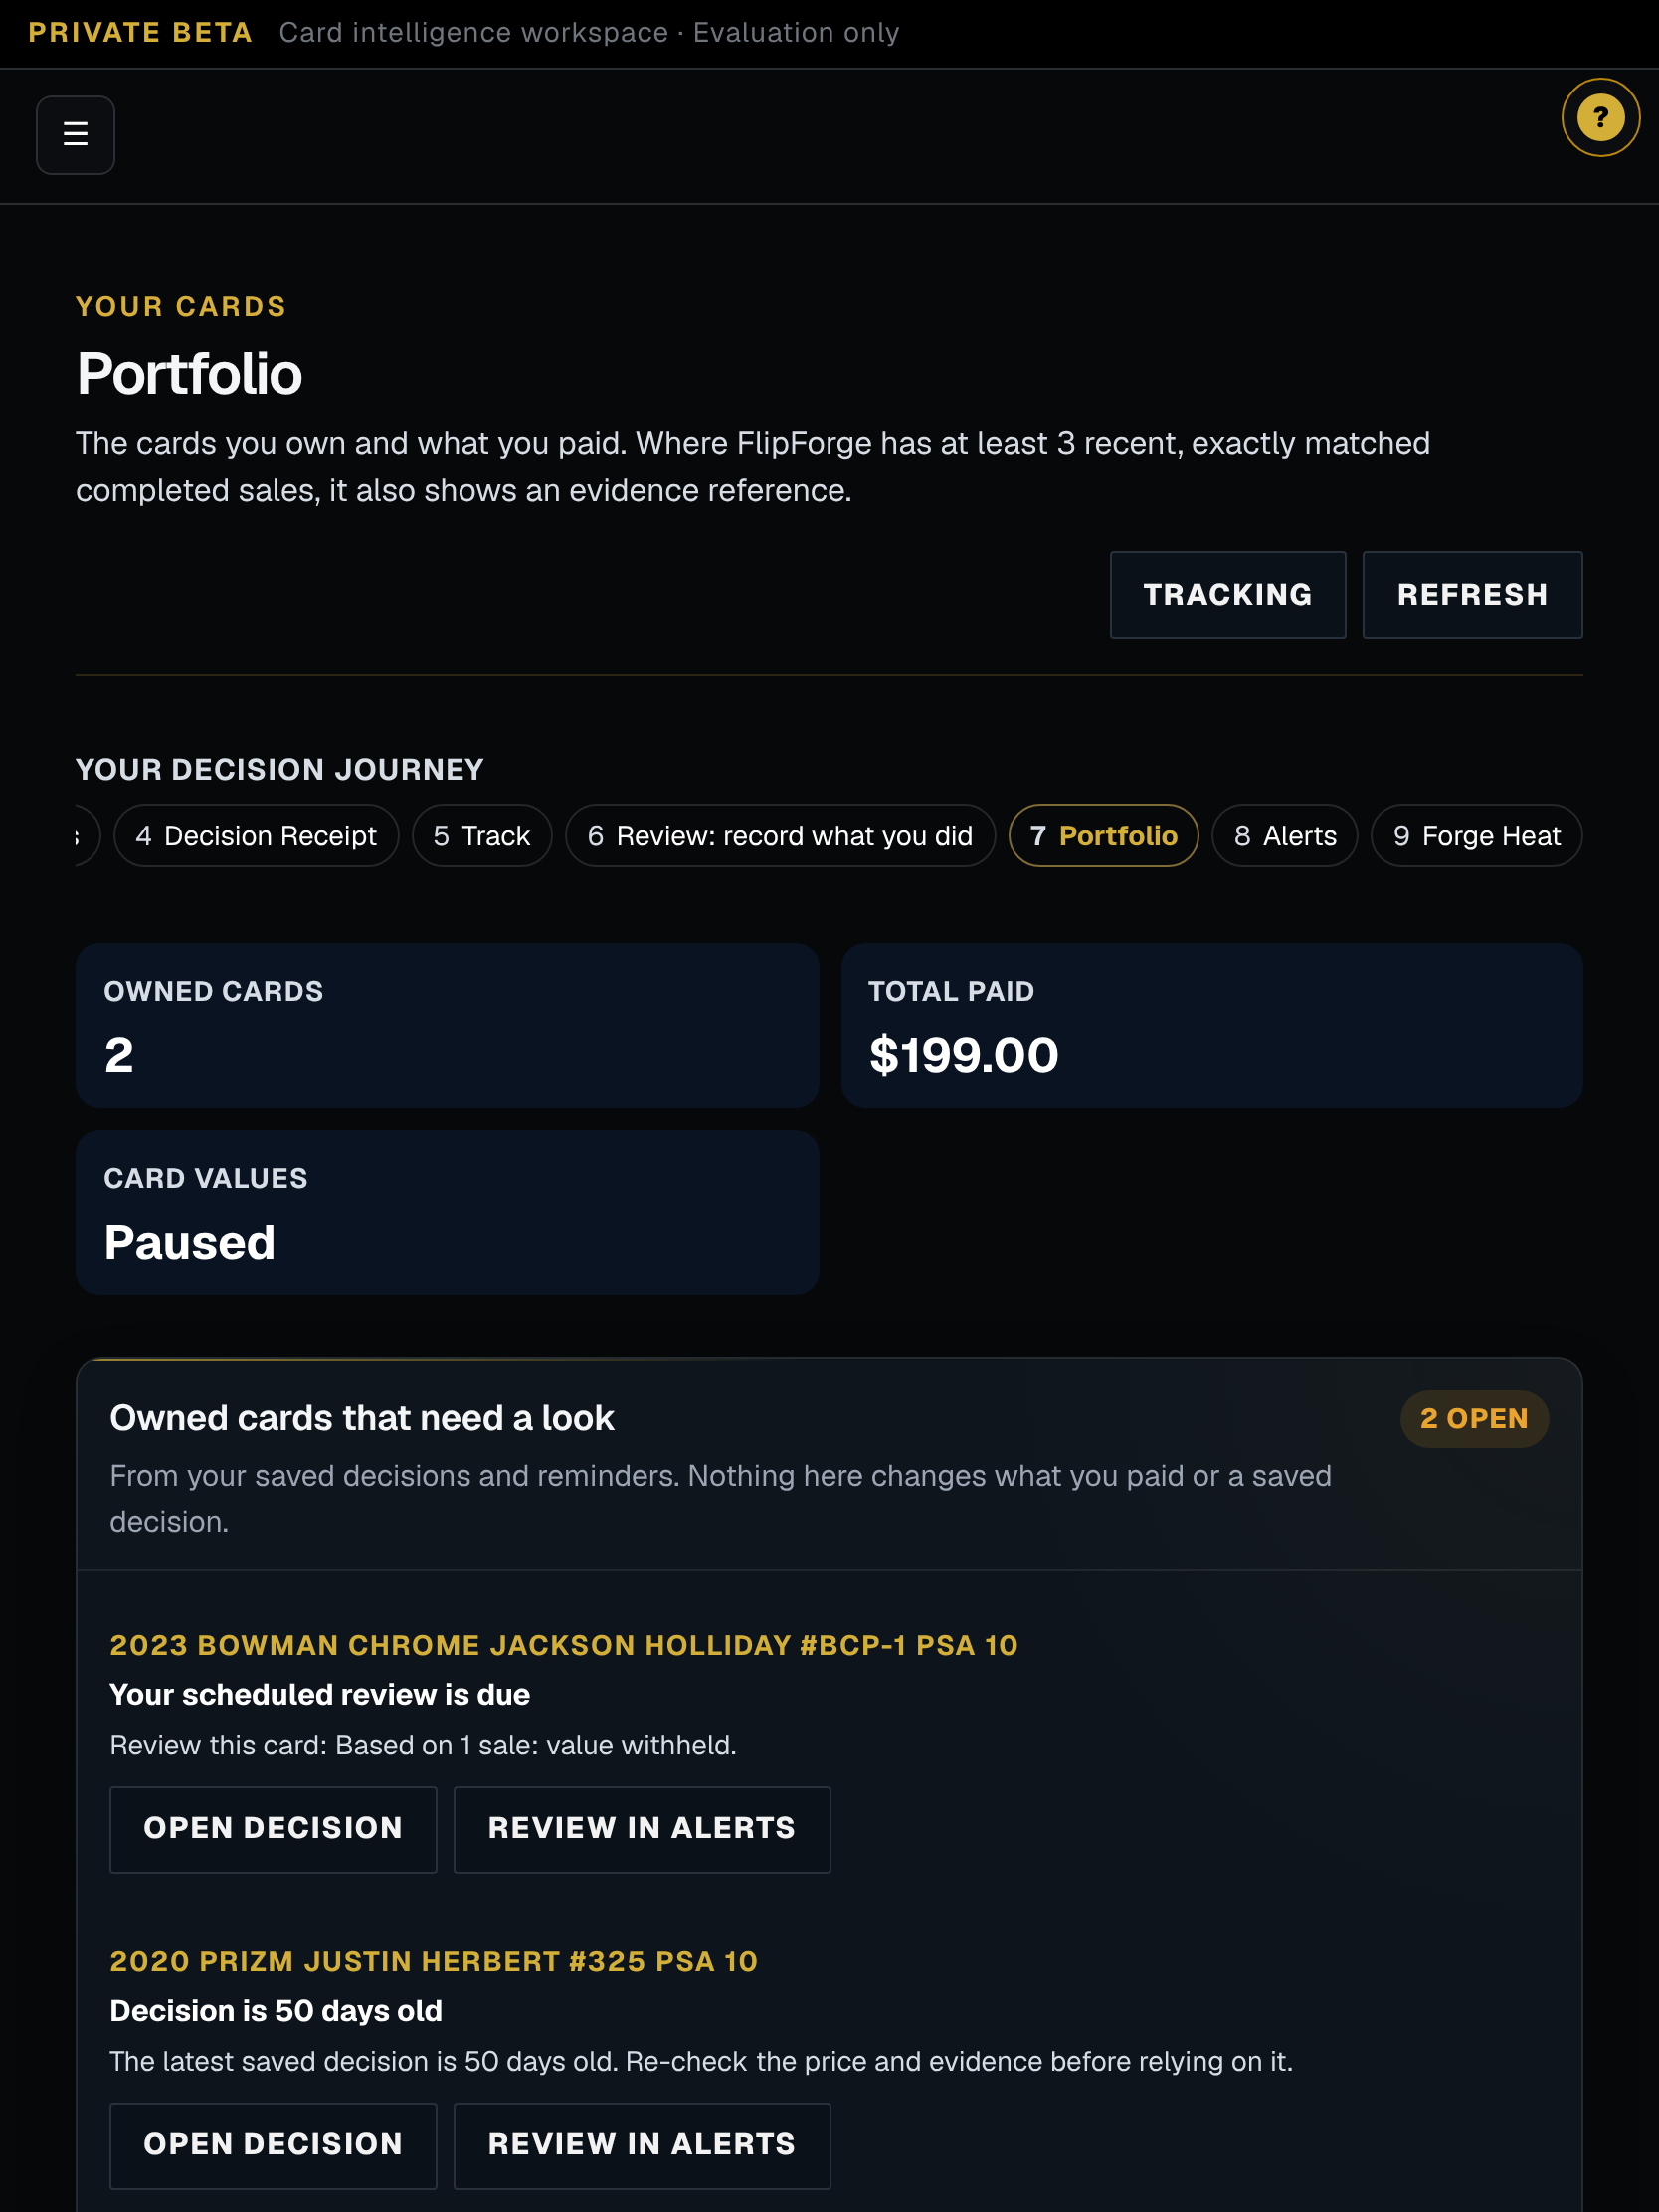 PRIVATE BETA Card intelligence workspace · Evaluation only
☰
?
YOUR CARDS
Portfolio
The cards you own and what you paid. Where FlipForge has at least 3 recent, exactly matched
completed sales, it also shows an evidence reference.
TRACKING REFRESH
YOUR DECISION JOURNEY
4 Decision Receipt 5 Track 6 Review: record what you did 7 Portfolio 8 Alerts 9 Forge Heat
OWNED CARDS
2
TOTAL PAID
$199.00
CARD VALUES
Paused
Owned cards that need a look
2 OPEN
From your saved decisions and reminders. Nothing here changes what you paid or a saved
decision.
2023 BOWMAN CHROME JACKSON HOLLIDAY #BCP-1 PSA 10
Your scheduled review is due
Review this card: Based on 1 sale: value withheld.
OPEN DECISION REVIEW IN ALERTS
2020 PRIZM JUSTIN HERBERT #325 PSA 10
Decision is 50 days old
The latest saved decision is 50 days old. Re-check the price and evidence before relying on it.
OPEN DECISION REVIEW IN ALERTS